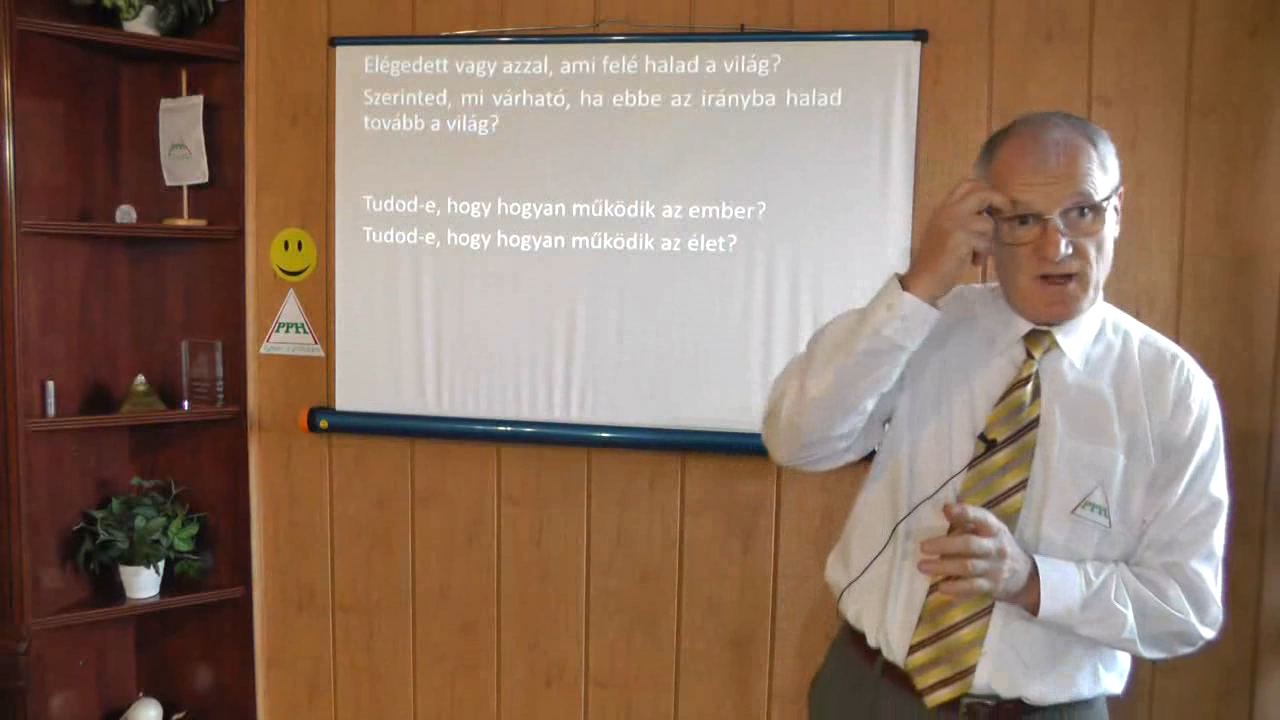 Elégedett vagy azzal, ami felé halad a világ?
Szerinted, mi várható, ha ebbe az irányba halad
tovább a világ?
Tudod-e, hogy hogyan működik az ember?
Tudod-e, hogy hogyan működik az élet?
PPH
PPH